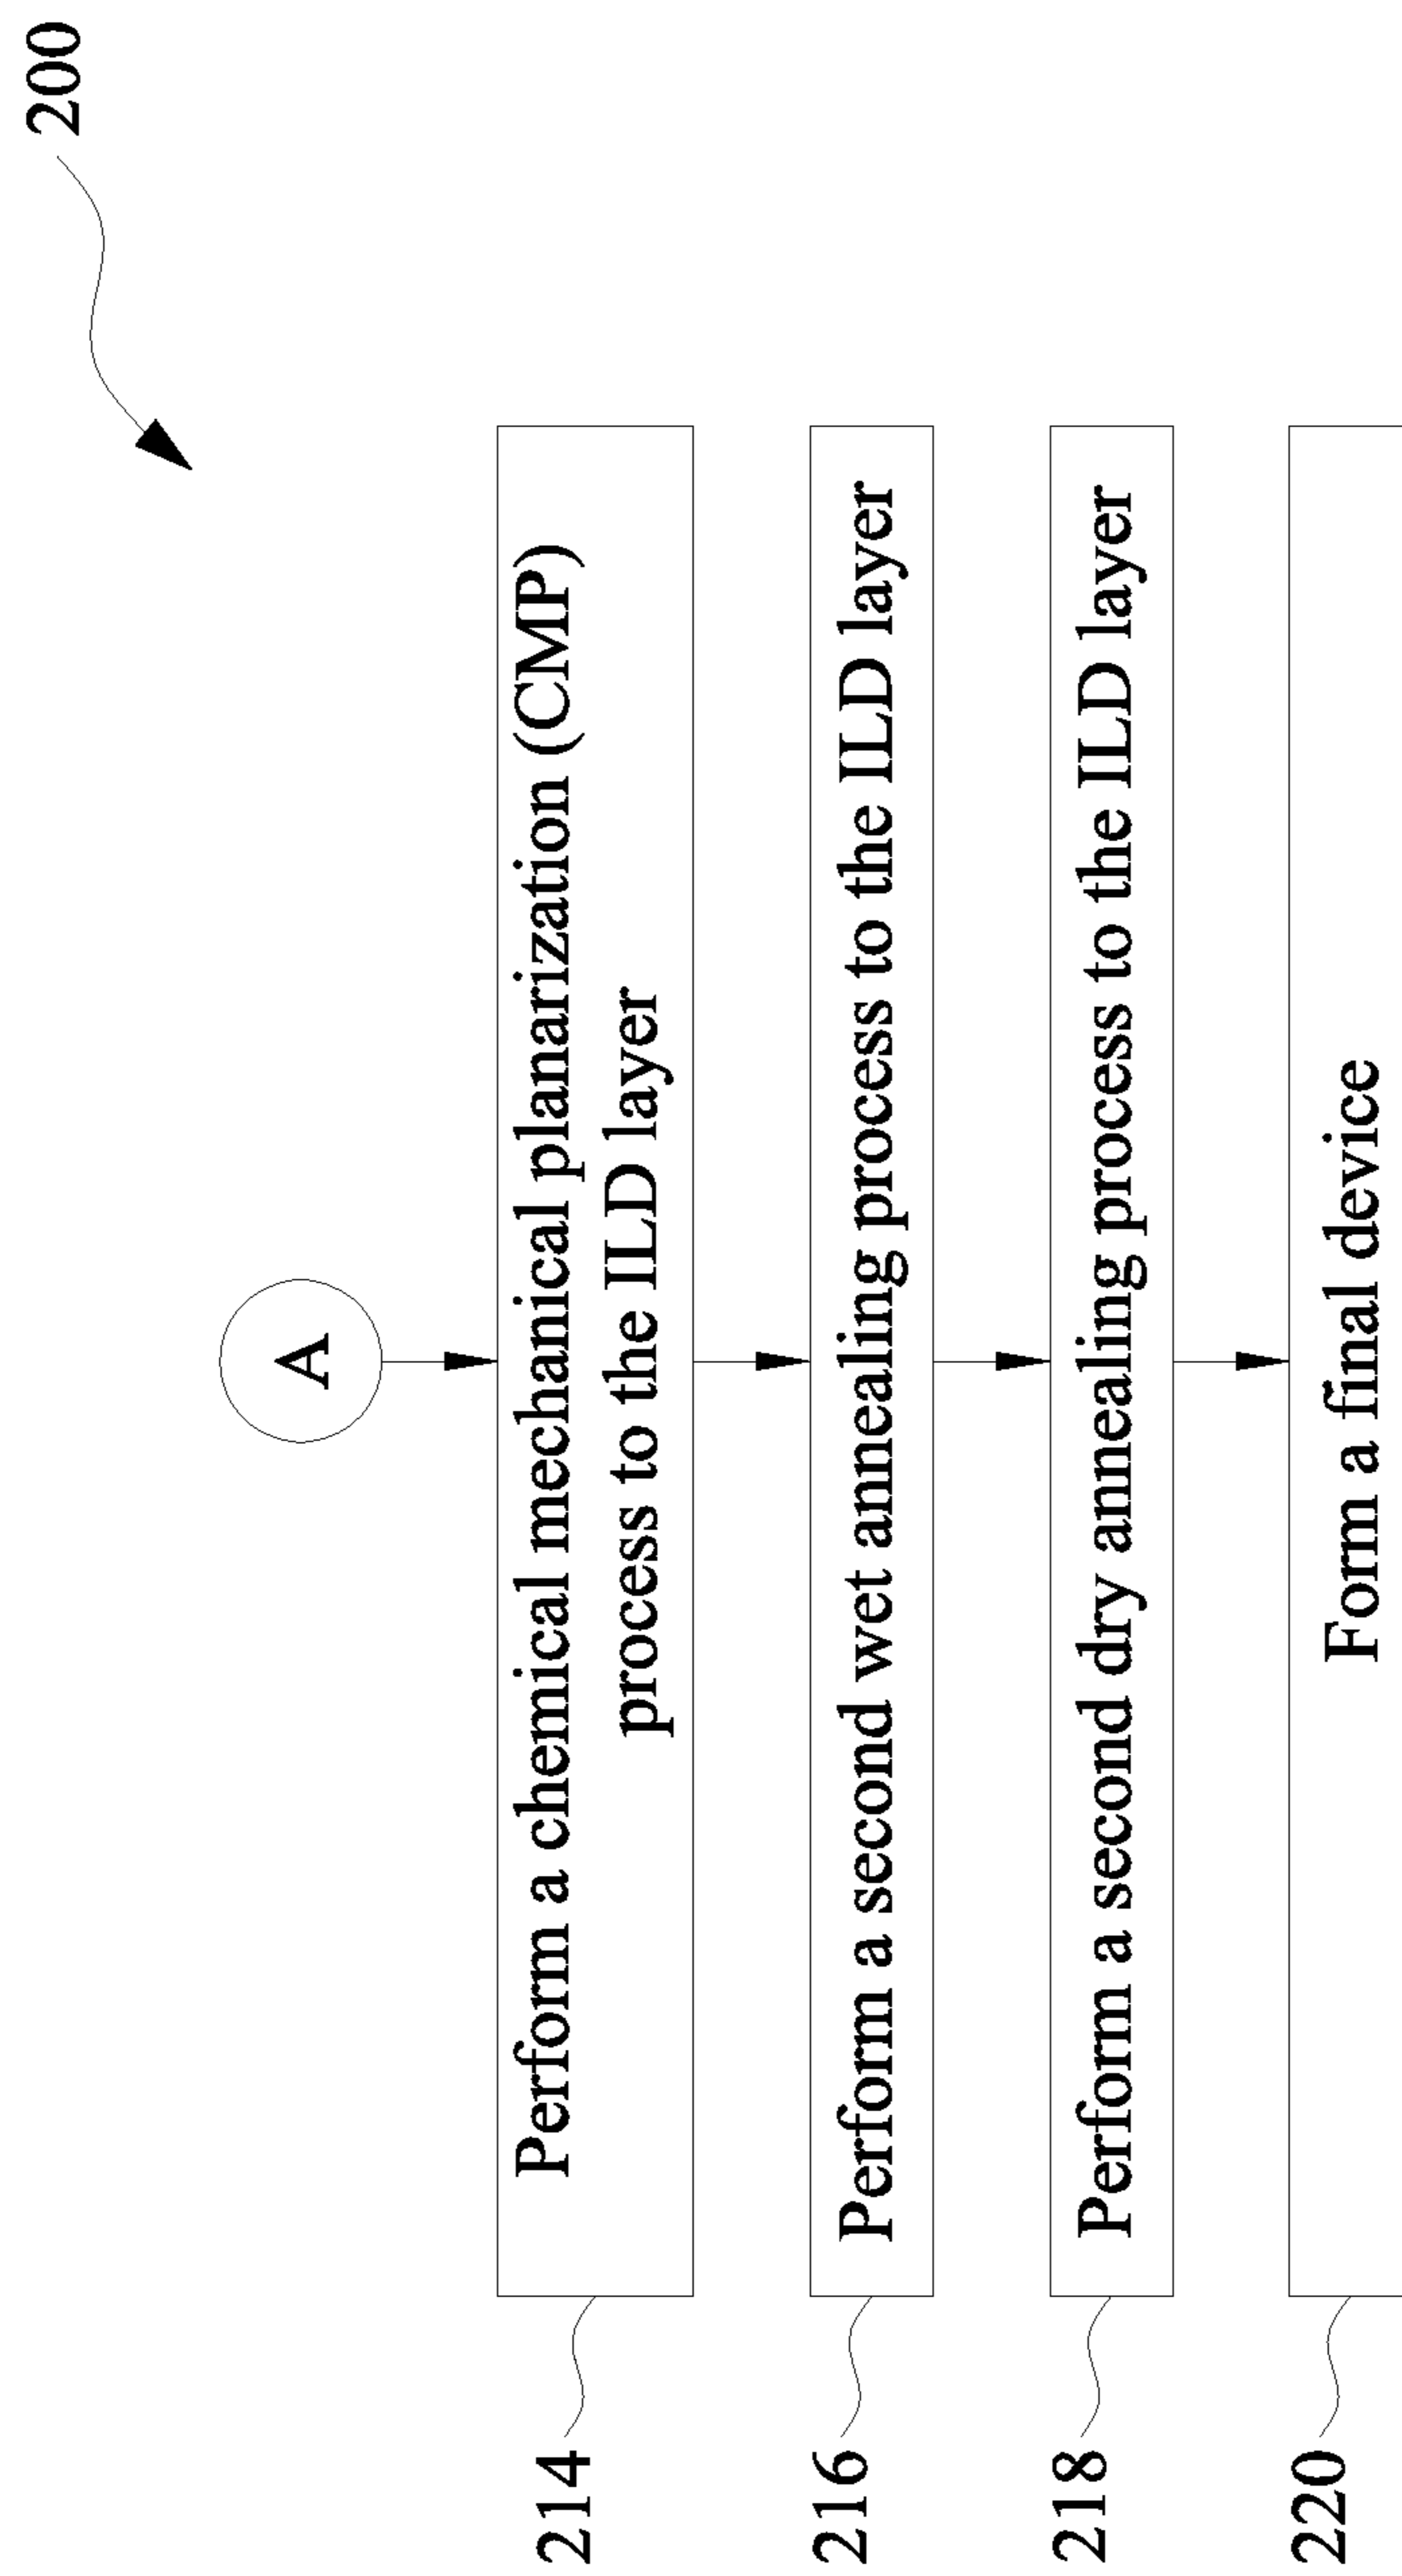 200
A
214
Perform a chemical mechanical planarization (CMP)
process to the ILD layer
216
Perform a second wet annealing process to the ILD layer
218
Perform a second dry annealing process to the ILD layer
220
Form a final device